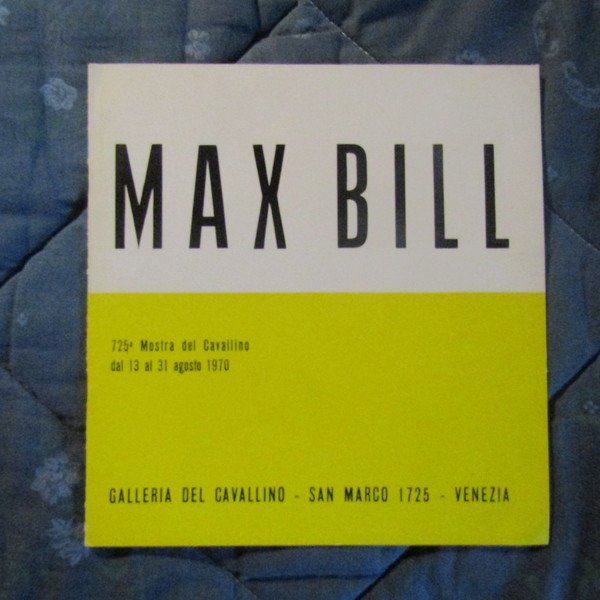 MAX BILL
725ª Mostra del Cavallino
dal 13 al 31 agosto 1970
GALLERIA DEL CAVALLINO - SAN MARCO 1725 - VENEZIA